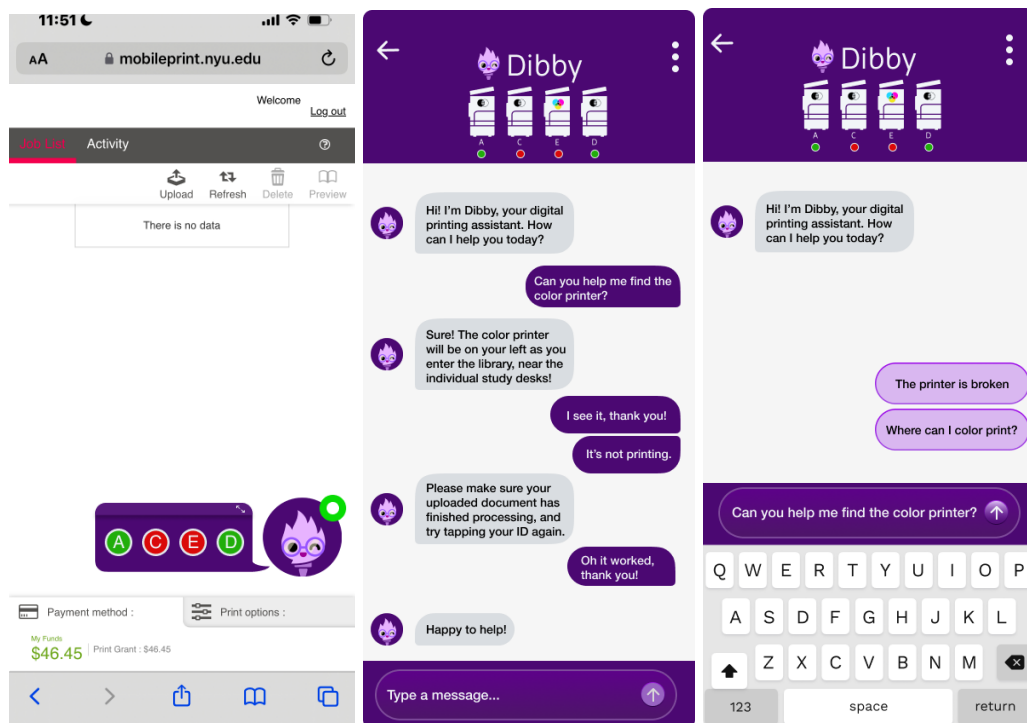 11:51
AA mobileprint.nyu.edu
Welcome
Log out
Job List Activity
Upload Refresh Delete Preview
There is no data
A C E D
Payment method : Print options :
My Funds
$46.45 Print Grant : $46.45
Dibby
A C E D
Hi! I'm Dibby, your digital
printing assistant. How
can I help you today?
Can you help me find the
color printer?
Sure! The color printer
will be on your left as you
enter the library, near the
individual study desks!
I see it, thank you!
It's not printing.
Please make sure your
uploaded document has
finished processing, and
try tapping your ID again.
Oh it worked,
thank you!
Happy to help!
Type a message...
Dibby
A C E D
Hi! I'm Dibby, your digital
printing assistant. How
can I help you today?
The printer is broken
Where can I color print?
Can you help me find the color printer?
Q W E R T Y U I O P
A S D F G H J K L
Z X C V B N M
123 space return